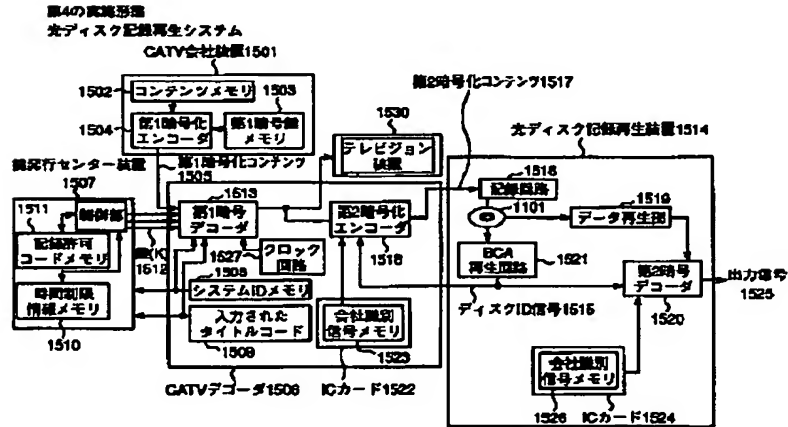 第4の実施形態
光ディスク記録再生システム
CATV会社装置1501
1502
コンテンツメモリ
1503
1504
第1暗号化
エンコーダ
第1暗号鍵
メモリ
第1暗号化コンテンツ
1505
鍵発行センター装置
1507
制御部
1511
記録許可
コードメモリ
鍵(K)
1512
時間制限
情報メモリ
1510
1513
第1暗号
デコーダ
1527
クロック
回路
1508
システムIDメモリ
入力された
タイトルコード
1509
CATVデコーダ1506
1530
テレビジョン
装置
第2暗号化
エンコーダ
1516
会社識別
信号メモリ
1523
ICカード1522
第2暗号化コンテンツ1517
光ディスク記録再生装置1514
1518
記録回路
1101
1519
データ再生部
BCA
再生回路
1521
ディスクID信号1515
第2暗号
デコーダ
1520
出力信号
1525
会社識別
信号メモリ
1526
ICカード1524